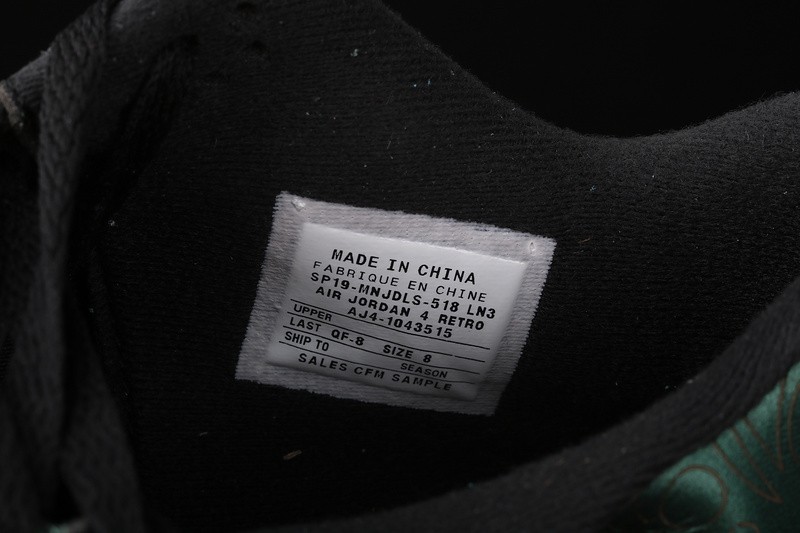 MADE IN CHINA
FABRIQUE EN CHINE
SP19-MNJDLS-518 LN3
AIR JORDAN 4 RETRO
AJ4-1043515
UPPER
LAST QF-8 SIZE 8
SHIP TO SEASON
SALES CFM SAMPLE